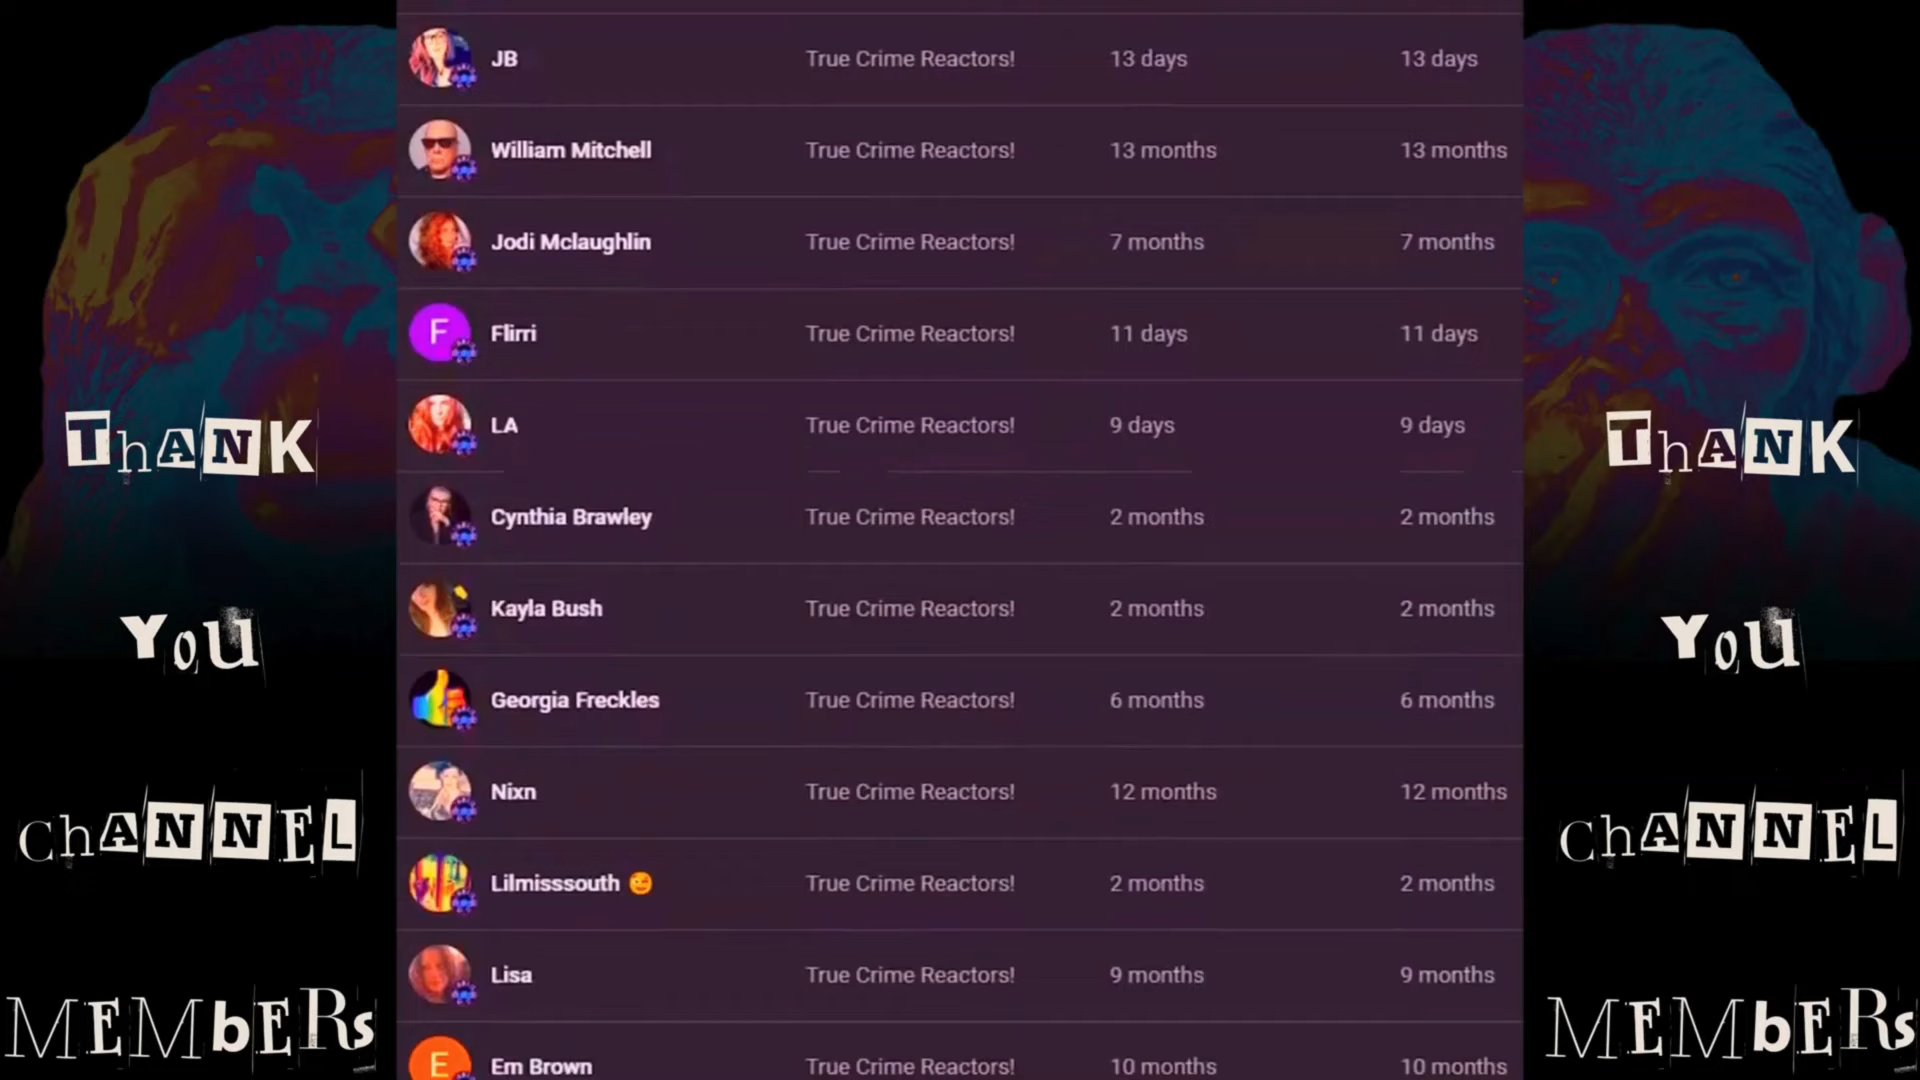 JB True Crime Reactors! 13 days 13 days
William Mitchell True Crime Reactors! 13 months 13 months
Jodi Mclaughlin True Crime Reactors! 7 months 7 months
F Flirri True Crime Reactors! 11 days 11 days
LA True Crime Reactors! 9 days 9 days
Cynthia Brawley True Crime Reactors! 2 months 2 months
Kayla Bush True Crime Reactors! 2 months 2 months
Georgia Freckles True Crime Reactors! 6 months 6 months
Nixn True Crime Reactors! 12 months 12 months
Lilmisssouth 😉 True Crime Reactors! 2 months 2 months
Lisa True Crime Reactors! 9 months 9 months
E Em Brown True Crime Reactors! 10 months 10 months
ThANK
You
ChANNEL
MEMbERs
ThANK
You
ChANNEL
MEMbERs